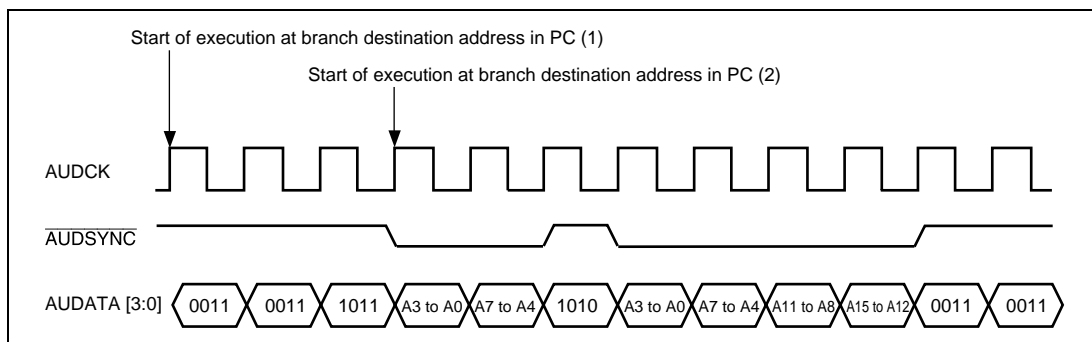 Start of execution at branch destination address in PC (1)
Start of execution at branch destination address in PC (2)
AUDCK
AUDSYNC
AUDATA [3:0] 0011 0011 1011 A3 to A0 A7 to A4 1010 A3 to A0 A7 to A4 A11 to A8 A15 to A12 0011 0011